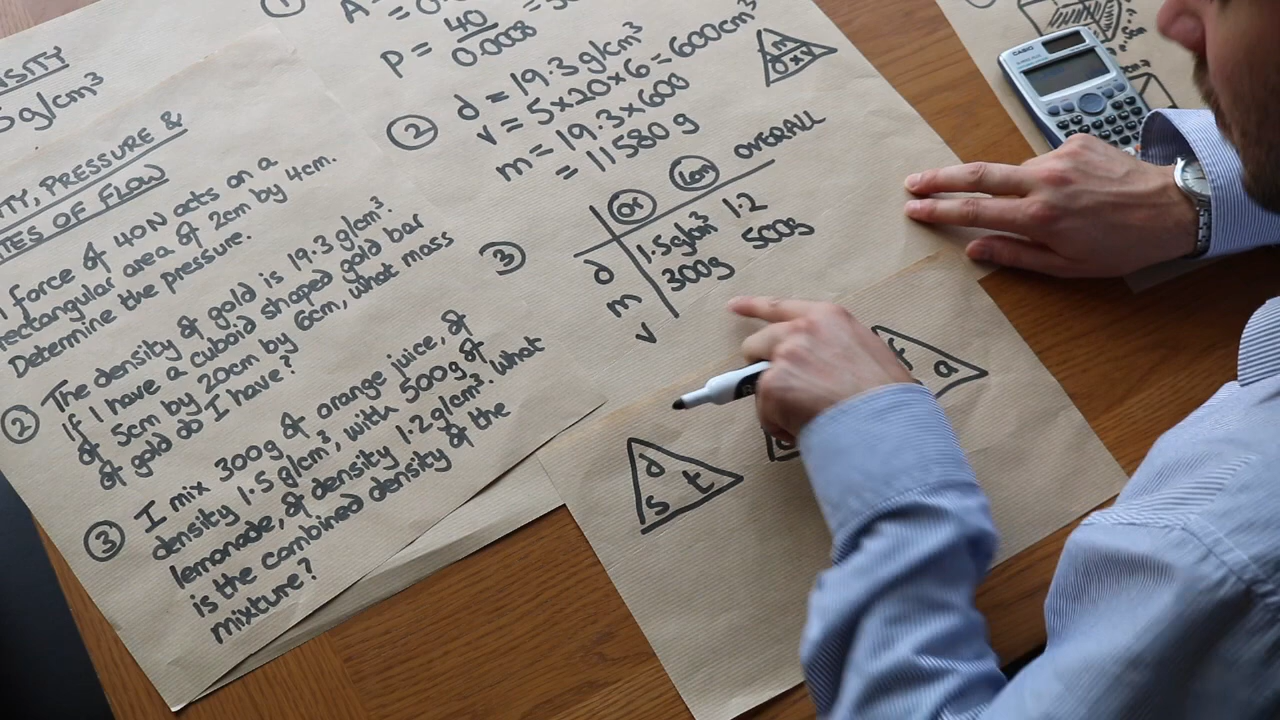 g/cm³
PRESSURE &
OF FLOW
force of 40N acts on a
rectangular area of 2cm by 4cm.
Determine the pressure.
② The density of gold is 19.3 g/cm³.
If I have a cuboid shaped gold bar
of 5cm by 20cm by 6cm, what mass
of gold do I have?
③ I mix 300g of orange juice, of
density 1.5 g/cm³, with 500g of
lemonade, of density 1.2 g/cm³. What
is the combined density of the
mixture?
①
A =
P = 40
0.0008
② d = 19.3 g/cm³
v = 5×20×6 = 600cm³
m = 19.3×600
= 11580 g
m
d × v
③ Or Lem OVERALL
d 1.5g/cm³ 1.2
m 300g 500g
v
d
s t
a
CASIO